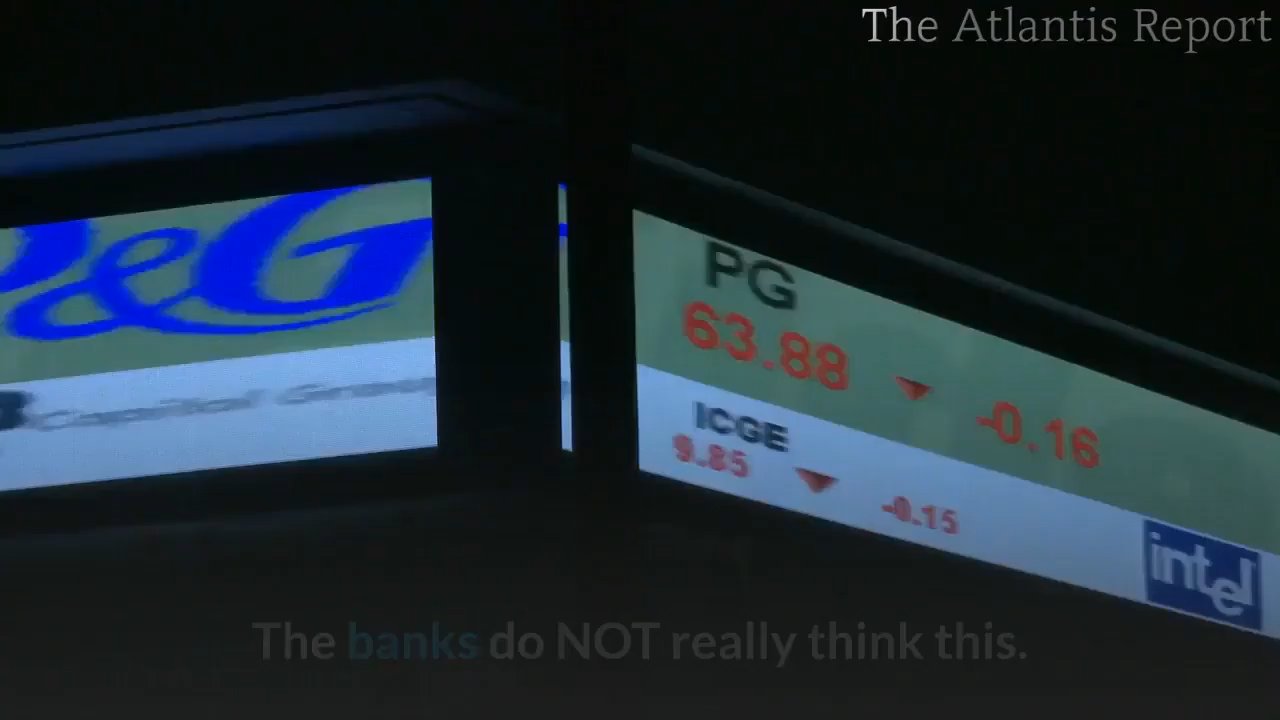 The Atlantis Report
P&G
PG
63.88 -0.16
ICGE
9.85 -0.15
intel
The banks do NOT really think this.